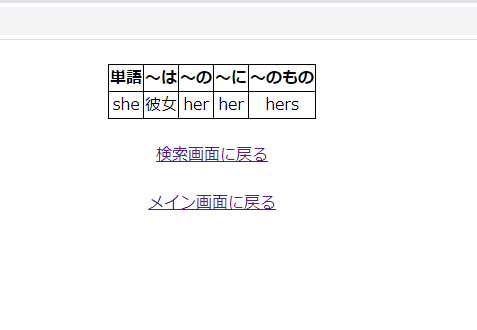 単語 ～は ～の ～に ～のもの
she 彼女 her her hers
検索画面に戻る
メイン画面に戻る